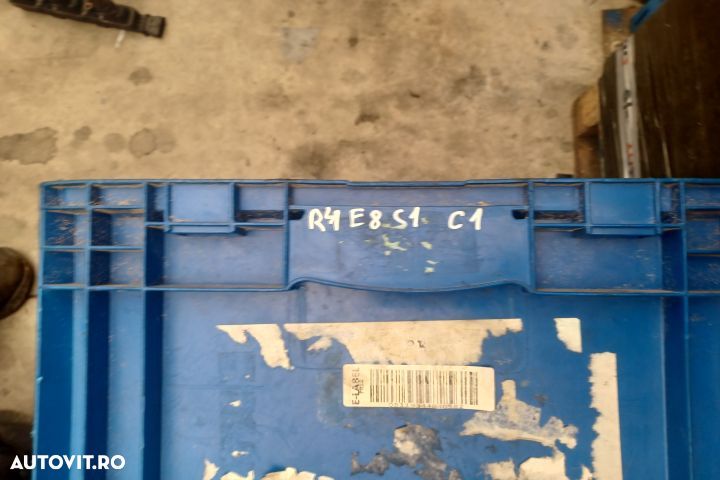 R4 E8 S1 C1
E-LABEL
AUTOVIT.RO